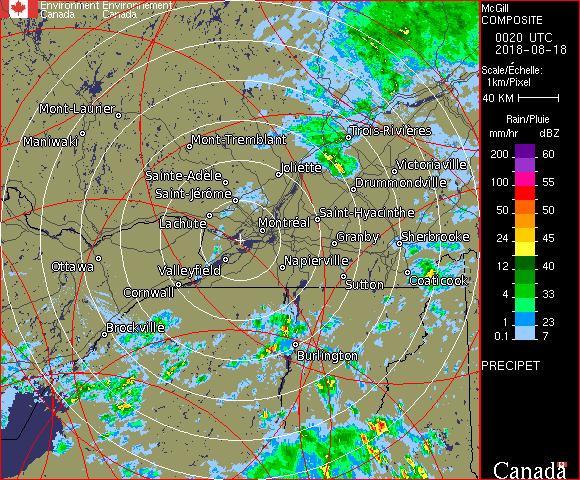 Environment Environnement
Canada Canada
McGill
COMPOSITE
0020 UTC
2018-08-18
Scale/Échelle:
1km/Pixel
40 KM
Rain/Pluie
mm/hr dBZ
200 60
100 55
50 50
24 45
12 40
4 33
1 23
0.1 7
PRECIPET
Mont-Laurier
Maniwaki
Mont-Tremblant
Trois-Rivières
Sainte-Adèle
Joliette
Victoriaville
Saint-Jérôme
Drummondville
Lachute
Montréal
Saint-Hyacinthe
Granby
Sherbrooke
Ottawa
Valleyfield
Napierville
Cornwall
Sutton
Coaticook
Brockville
Burlington
Canada